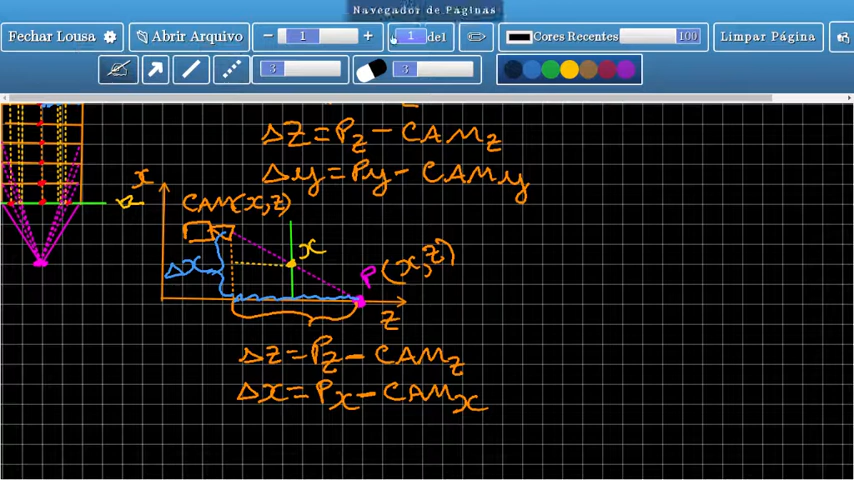 Navegador de Páginas
Fechar Lousa Abrir Arquivo − 1 + 1 de1 Cores Recentes 100 Limpar Página
3 3
ΔZ = Pz − CAMz
Δy = Py − CAMy
x
z
CAM(x,z)
x
Δx
P (x,z)
z
Δz = Pz − CAMz
Δx = Px − CAMx